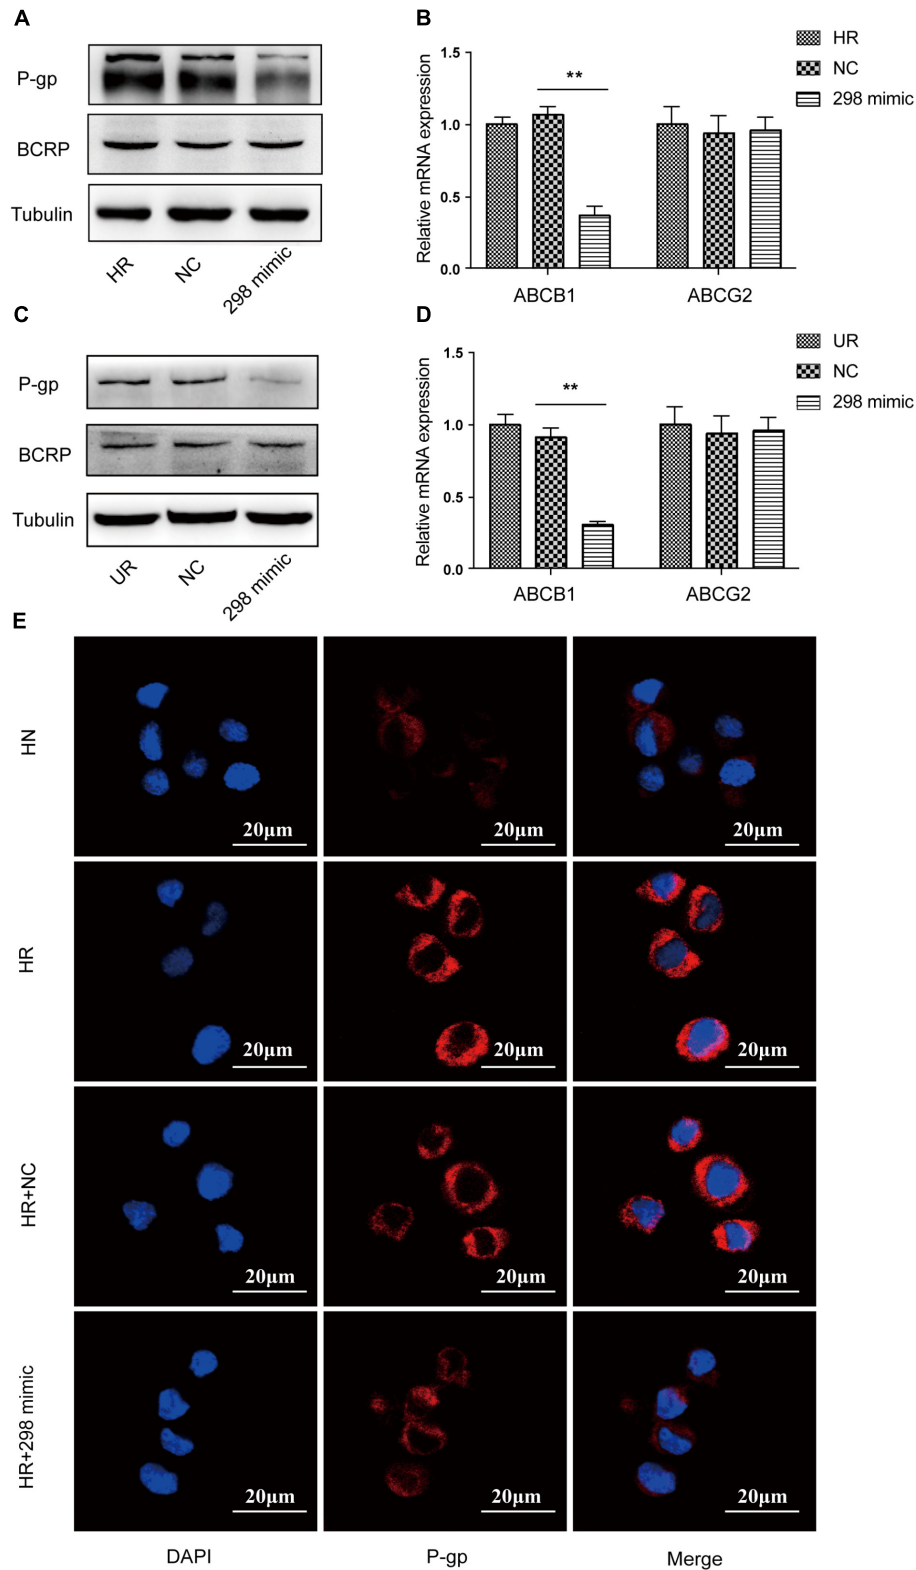 A
P-gp
BCRP
Tubulin
HR
NC
298 mimic
B
Relative mRNA expression
1.5
1.0
0.5
0.0
**
ABCB1
ABCG2
HR
NC
298 mimic
C
P-gp
BCRP
Tubulin
UR
NC
298 mimic
D
Relative mRNA expression
1.5
1.0
0.5
0.0
**
ABCB1
ABCG2
UR
NC
298 mimic
E
HN
20μm
20μm
20μm
HR
20μm
20μm
20μm
HR+NC
20μm
20μm
20μm
HR+298 mimic
20μm
20μm
20μm
DAPI
P-gp
Merge